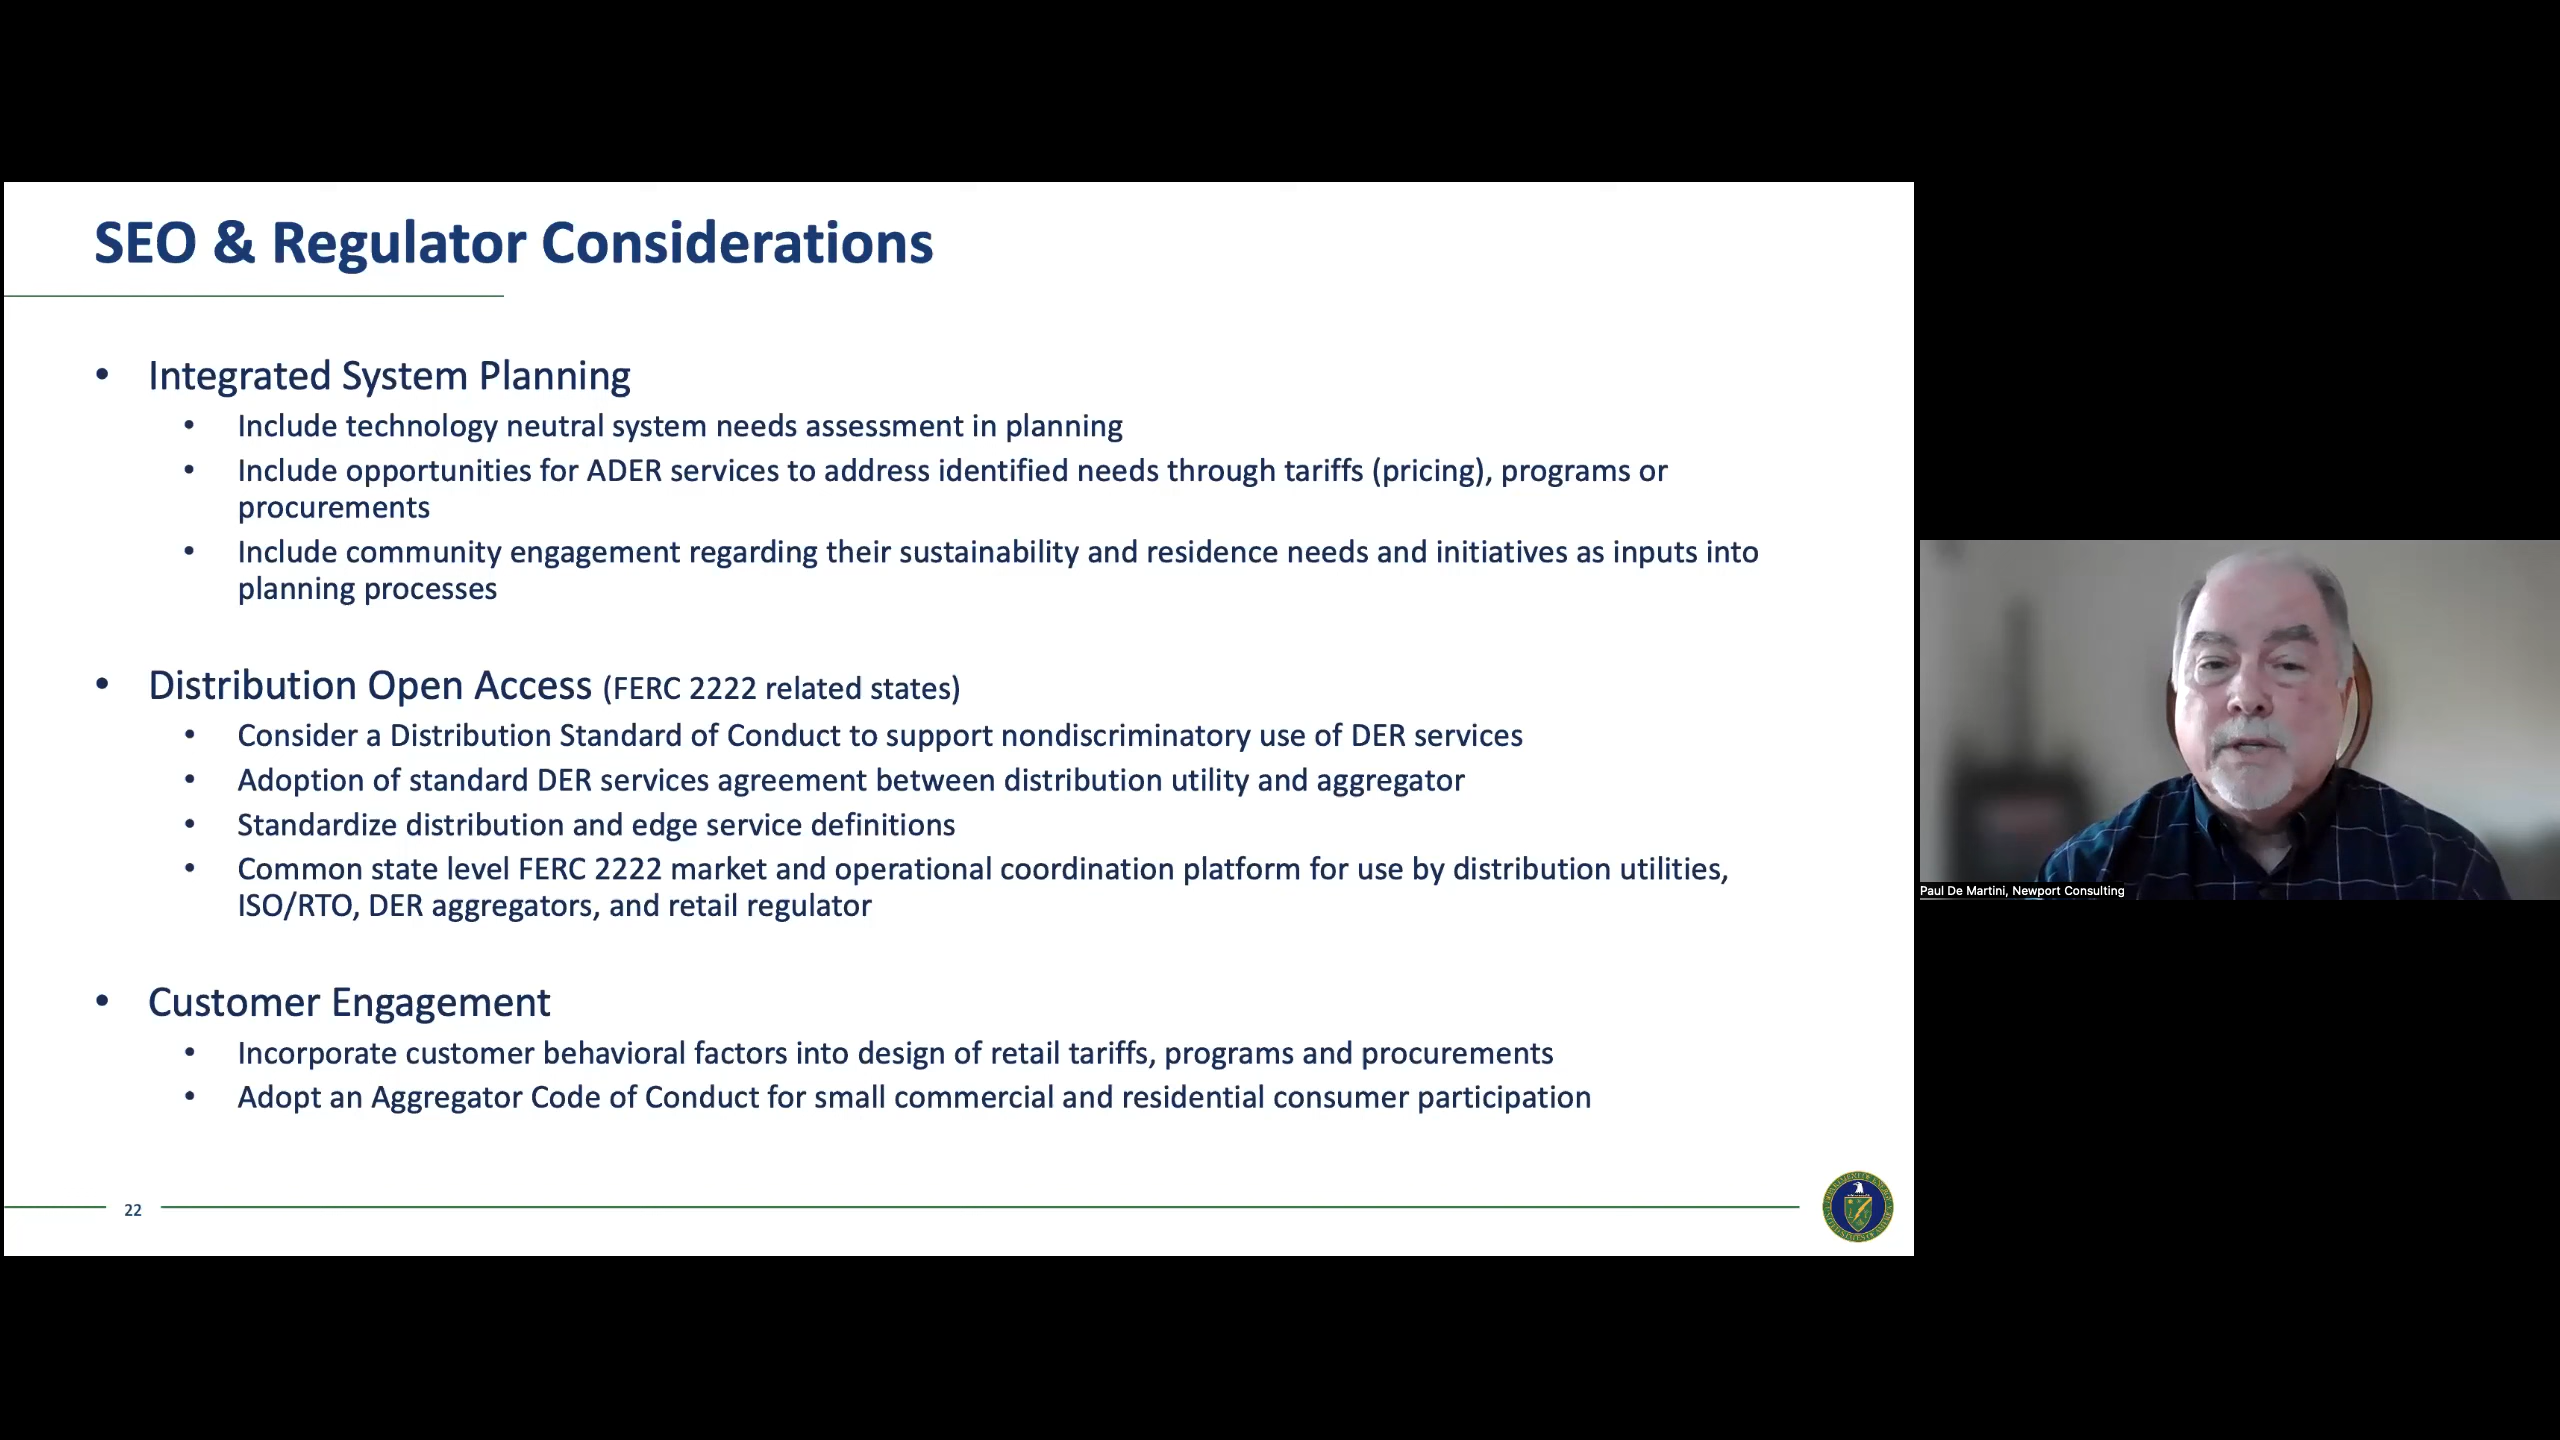 SEO & Regulator Considerations
• Integrated System Planning
• Include technology neutral system needs assessment in planning
• Include opportunities for ADER services to address identified needs through tariffs (pricing), programs or
procurements
• Include community engagement regarding their sustainability and residence needs and initiatives as inputs into
planning processes
• Distribution Open Access (FERC 2222 related states)
• Consider a Distribution Standard of Conduct to support nondiscriminatory use of DER services
• Adoption of standard DER services agreement between distribution utility and aggregator
• Standardize distribution and edge service definitions
• Common state level FERC 2222 market and operational coordination platform for use by distribution utilities,
ISO/RTO, DER aggregators, and retail regulator
• Customer Engagement
• Incorporate customer behavioral factors into design of retail tariffs, programs and procurements
• Adopt an Aggregator Code of Conduct for small commercial and residential consumer participation
22
Paul De Martini, Newport Consulting